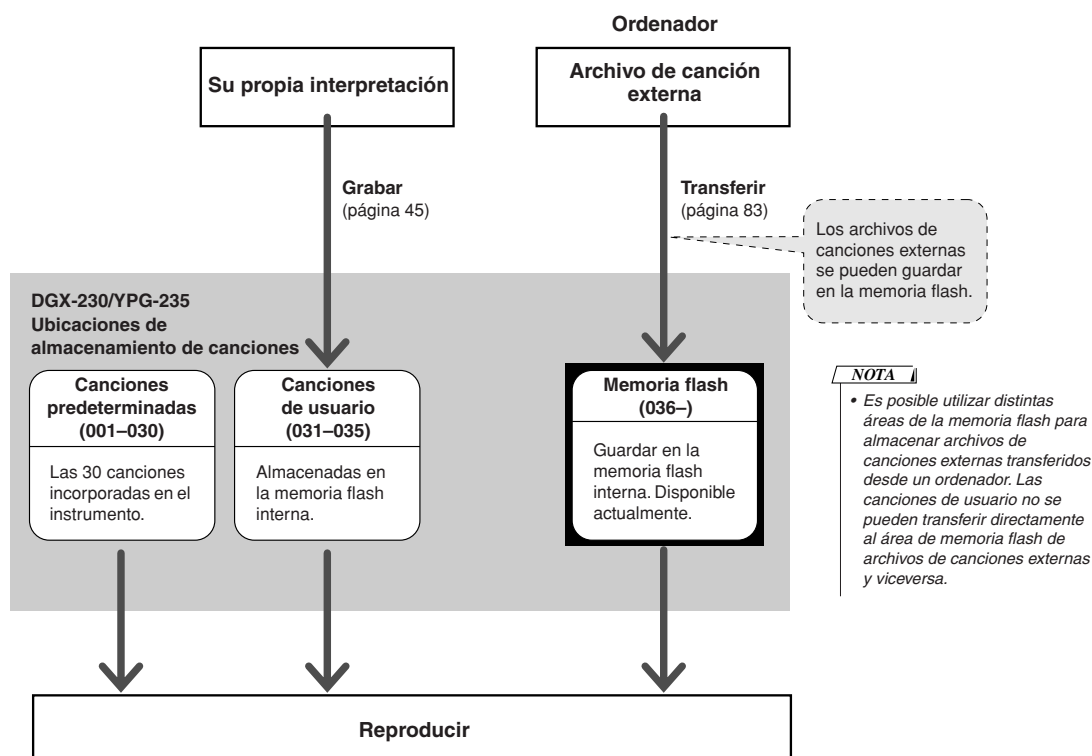 Ordenador
Su propia interpretación
Archivo de canción
externa
Grabar
(página 45)
Transferir
(página 83)
Los archivos de
canciones externas
se pueden guardar
en la memoria flash.
DGX-230/YPG-235
Ubicaciones de
almacenamiento de canciones
Canciones
predeterminadas
(001–030)
Las 30 canciones
incorporadas en el
instrumento.
Canciones
de usuario
(031–035)
Almacenadas en
la memoria flash
interna.
Memoria flash
(036–)
Guardar en la
memoria flash
interna. Disponible
actualmente.
NOTA
• Es posible utilizar distintas
áreas de la memoria flash para
almacenar archivos de
canciones externas transferidos
desde un ordenador. Las
canciones de usuario no se
pueden transferir directamente
al área de memoria flash de
archivos de canciones externas
y viceversa.
Reproducir